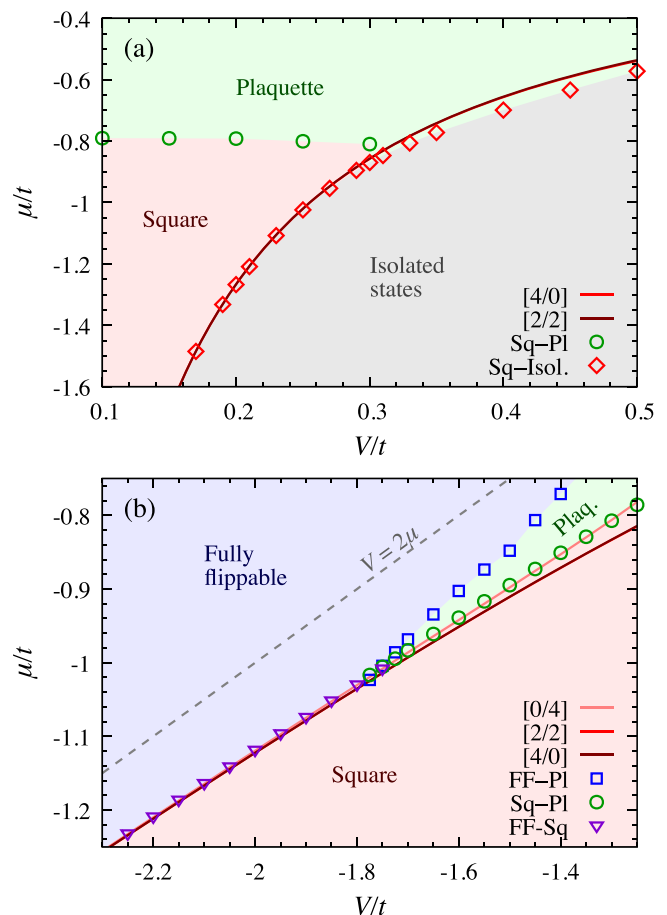 (a)
Plaquette
Square
Isolated
states
[4/0]
[2/2]
Sq−Pl
Sq−Isol.
-0.4
-0.6
-0.8
-1
-1.2
-1.4
-1.6
μ/t
0.1
0.2
0.3
0.4
0.5
V/t
(b)
Fully
flippable
V = 2μ
Plaq.
Square
[0/4]
[2/2]
[4/0]
FF−Pl
Sq−Pl
FF-Sq
-0.8
-0.9
-1
-1.1
-1.2
μ/t
-2.2
-2
-1.8
-1.6
-1.4
V/t